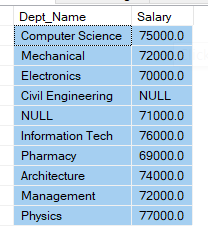 Dept_Name Salary
Computer Science 75000.0
Mechanical 72000.0
Electronics 70000.0
Civil Engineering NULL
NULL 71000.0
Information Tech 76000.0
Pharmacy 69000.0
Architecture 74000.0
Management 72000.0
Physics 77000.0